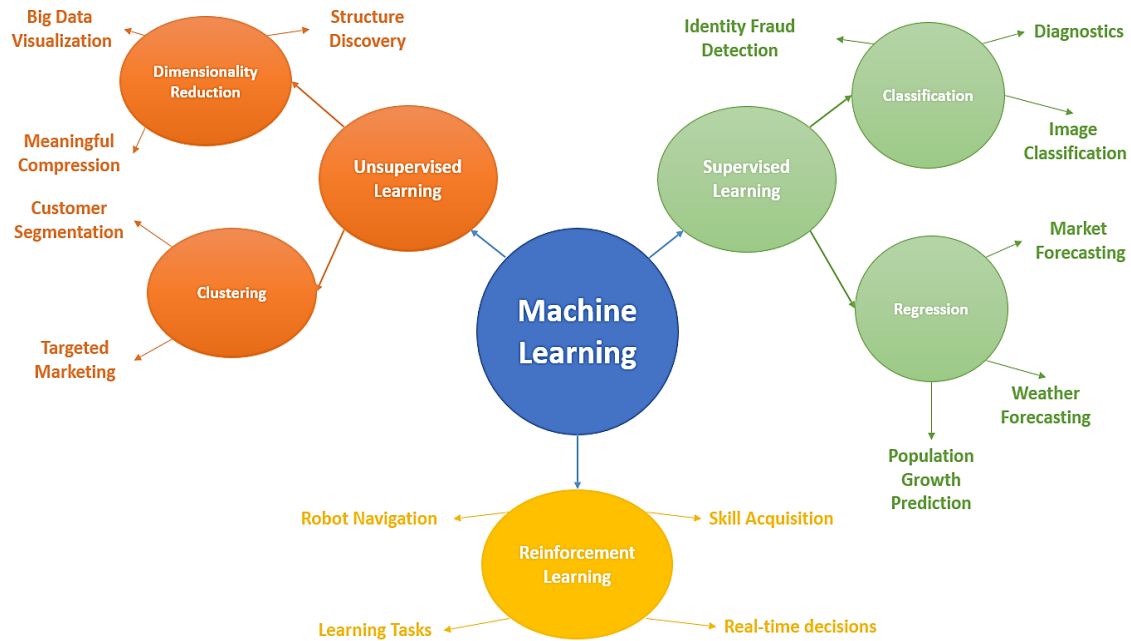 Big Data
Visualization
Structure
Discovery
Dimensionality
Reduction
Meaningful
Compression
Unsupervised
Learning
Customer
Segmentation
Clustering
Targeted
Marketing
Machine
Learning
Supervised
Learning
Identity Fraud
Detection
Classification
Diagnostics
Image
Classification
Market
Forecasting
Regression
Weather
Forecasting
Population
Growth
Prediction
Robot Navigation
Skill Acquisition
Reinforcement
Learning
Learning Tasks
Real-time decisions